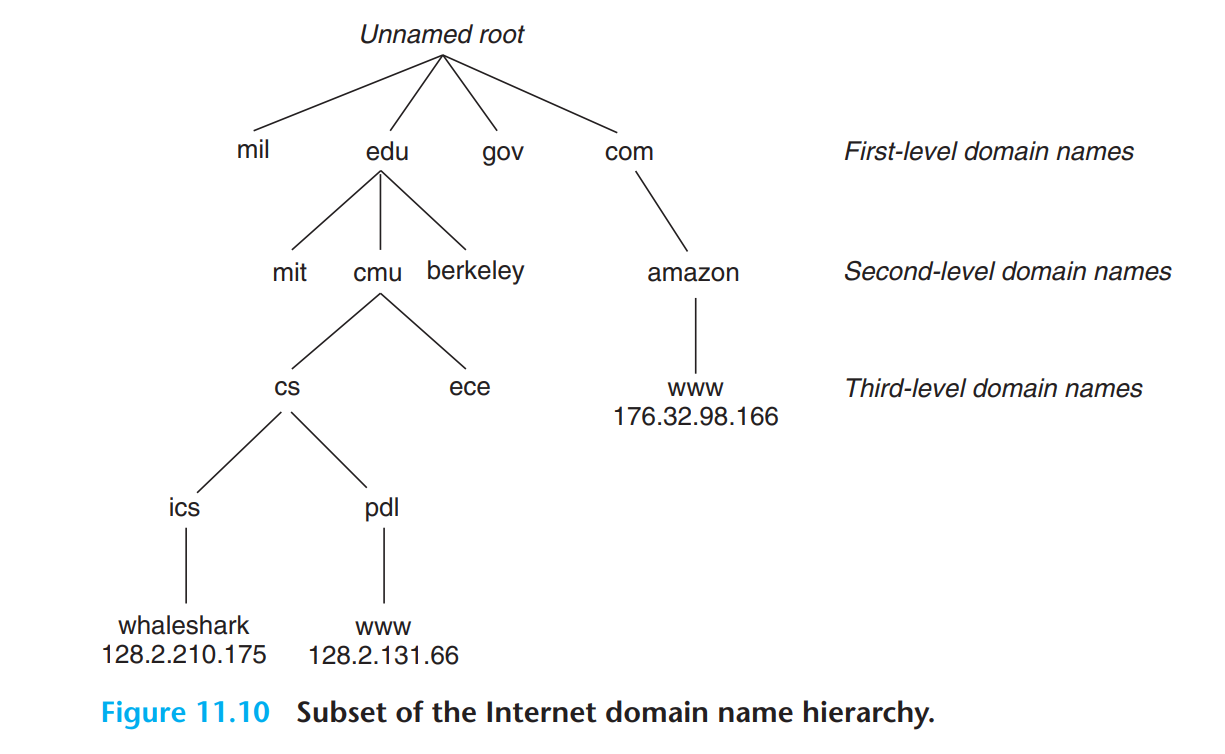 Unnamed root
mil edu gov com First-level domain names
mit cmu berkeley amazon Second-level domain names
cs ece www Third-level domain names
176.32.98.166
ics pdl
whaleshark www
128.2.210.175 128.2.131.66
Figure 11.10 Subset of the Internet domain name hierarchy.